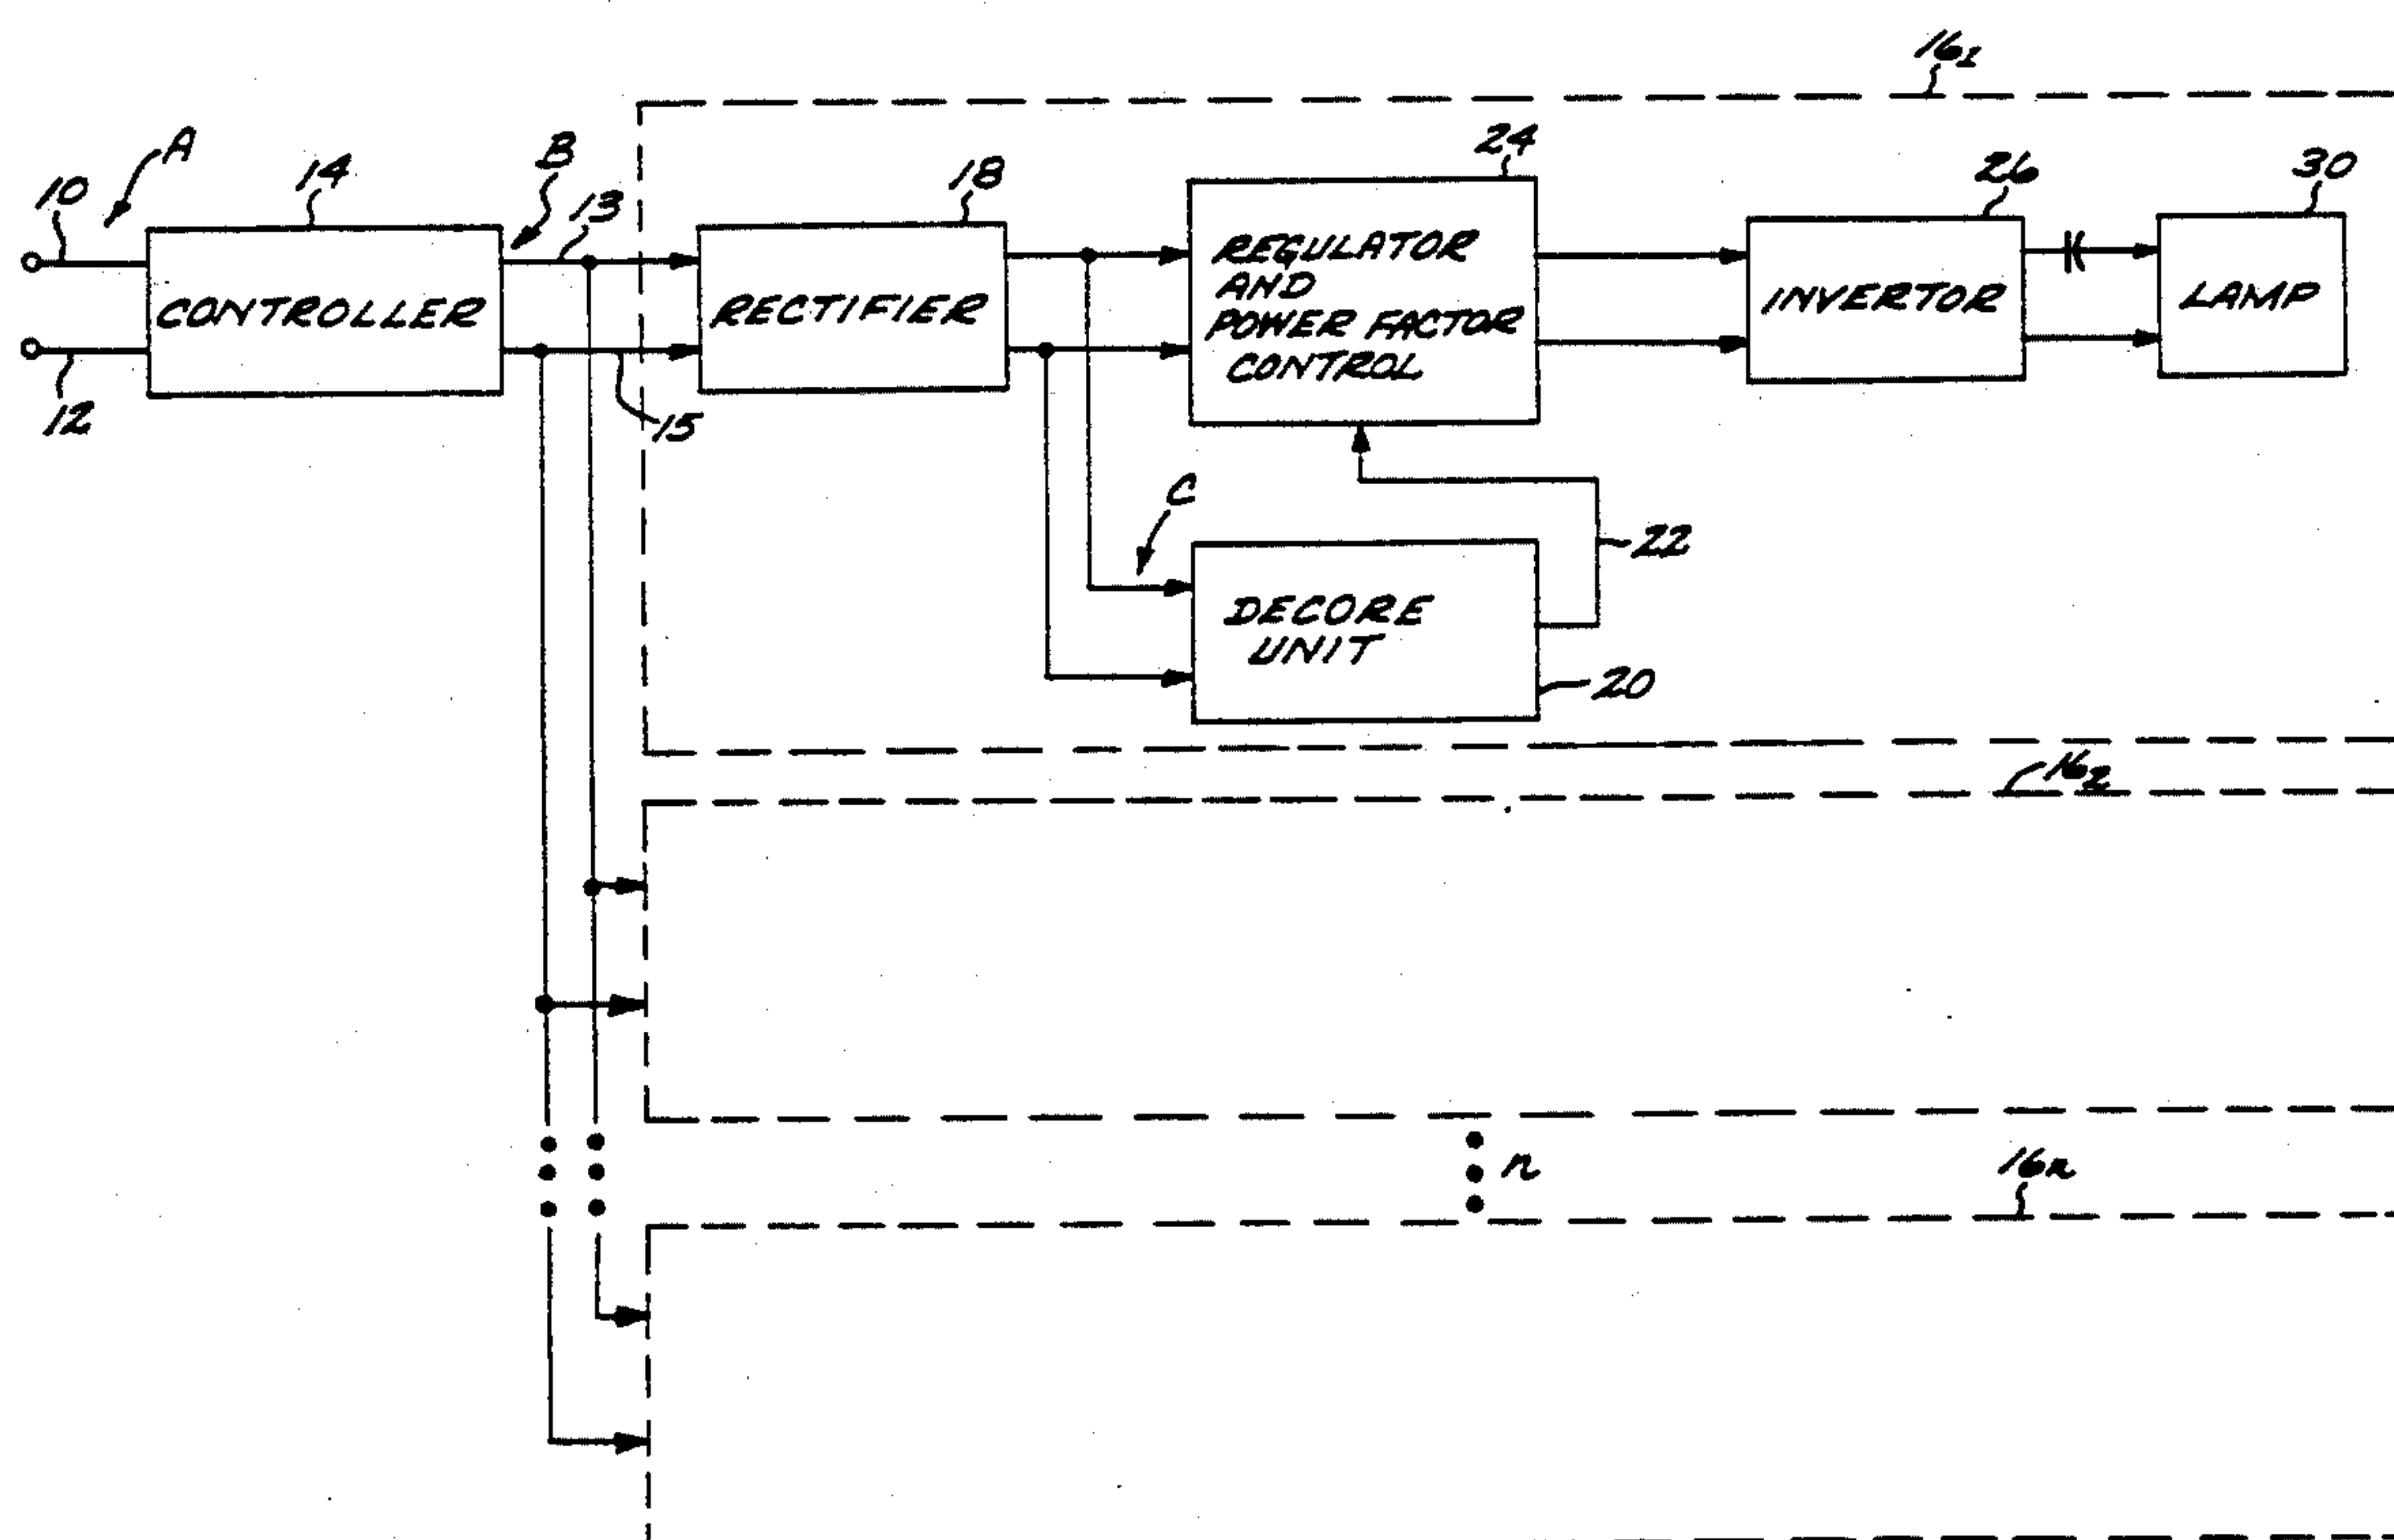 16₁
A
B
24
10
14
13
18
26
30
CONTROLLER
RECTIFIER
REGULATOR
AND
POWER FACTOR
CONTROL
INVERTOR
LAMP
12
15
C
22
DECORE
UNIT
20
16₂
n
16n